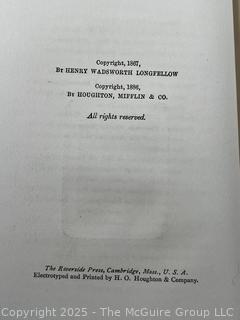 Copyright, 1867,
By HENRY WADSWORTH LONGFELLOW
Copyright, 1886,
By HOUGHTON, MIFFLIN & CO.
All rights reserved.
The Riverside Press, Cambridge, Mass., U. S. A.
Electrotyped and Printed by H. O. Houghton & Company.
Copyright 2025 - The McGuire Group LLC